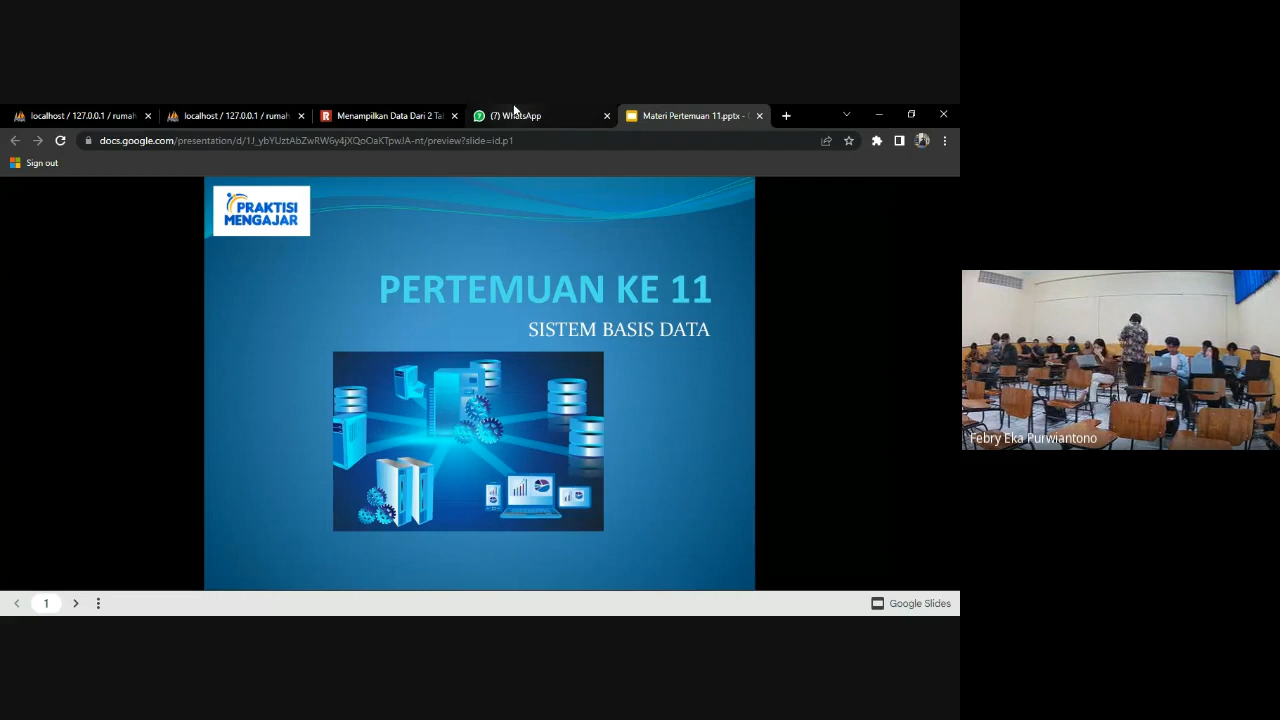 localhost / 127.0.0.1 / rumah
localhost / 127.0.0.1 / rumah
Menampilkan Data Dari 2 Tab
(7) WhatsApp
Materi Pertemuan 11.pptx - G
docs.google.com/presentation/d/1J_ybYUztAbZwRW6y4jXQoOaKTpwJA-nt/preview?slide=id.p1
Sign out
PRAKTISI
MENGAJAR
PERTEMUAN KE 11
SISTEM BASIS DATA
1
Google Slides
Febry Eka Purwiantono